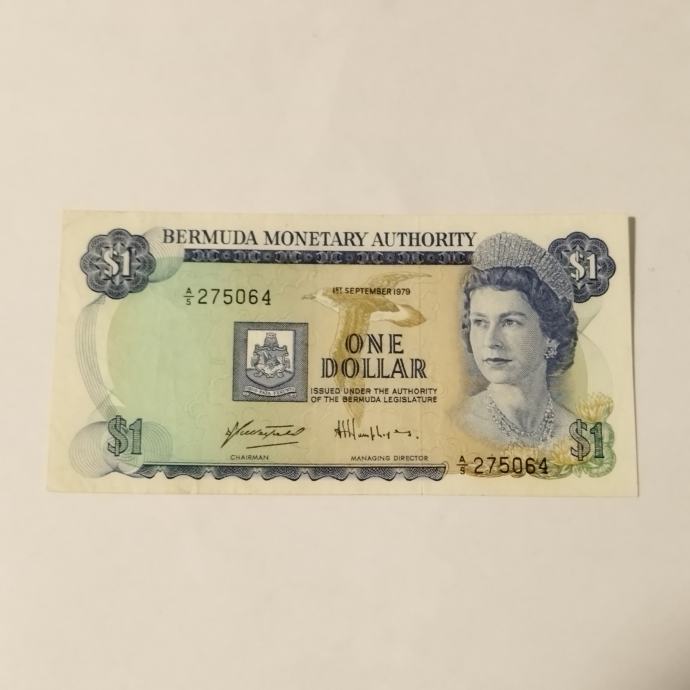 BERMUDA MONETARY AUTHORITY
$1
$1
A/5 275064
1ST SEPTEMBER 1979
ONE
DOLLAR
ISSUED UNDER THE AUTHORITY
OF THE BERMUDA LEGISLATURE
$1
$1
CHAIRMAN
MANAGING DIRECTOR
A/5 275064